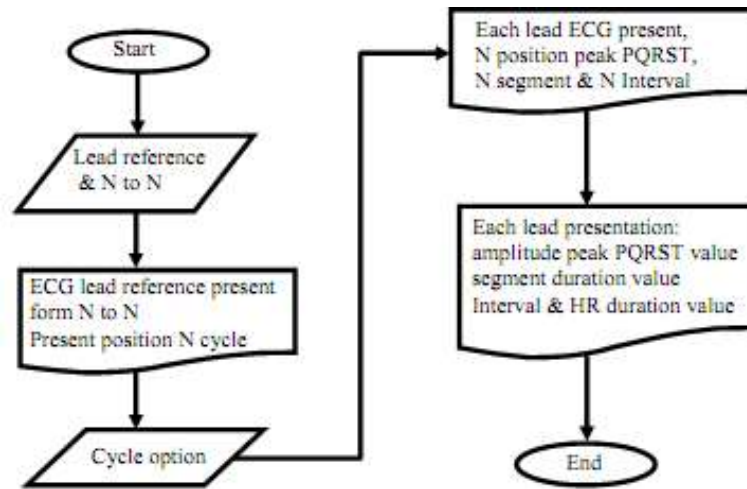 Start
Lead reference
& N to N
ECG lead reference present
form N to N
Present position N cycle
Cycle option
Each lead ECG present,
N position peak PQRST,
N segment & N Interval
Each lead presentation:
amplitude peak PQRST value
segment duration value
Interval & HR duration value
End